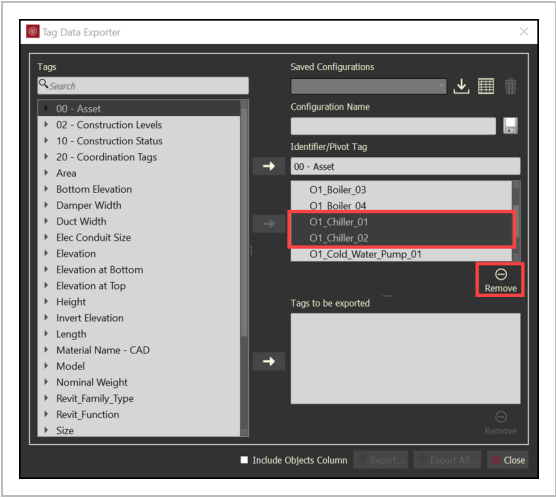 Tag Data Exporter
Tags
Search
00 - Asset
02 - Construction Levels
10 - Construction Status
20 - Coordination Tags
Area
Bottom Elevation
Damper Width
Duct Width
Elec Conduit Size
Elevation
Elevation at Bottom
Elevation at Top
Height
Invert Elevation
Length
Material Name - CAD
Model
Nominal Weight
Revit_Family_Type
Revit_Function
Size
Saved Configurations
Configuration Name
Identifier/Pivot Tag
00 - Asset
O1_Boiler_03
O1_Boiler_04
O1_Chiller_01
O1_Chiller_02
O1_Cold_Water_Pump_01
Remove
Tags to be exported
Remove
Include Objects Column
Export...
Export All...
Close